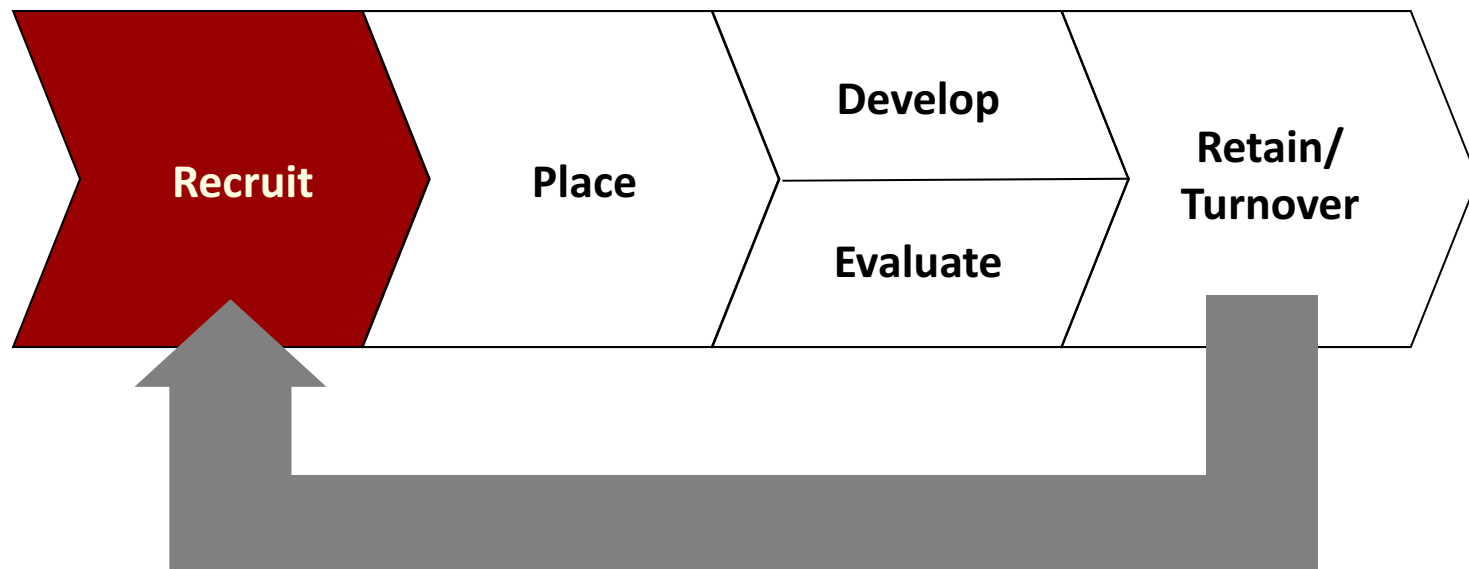 Recruit
Place
Develop
Evaluate
Retain/
Turnover